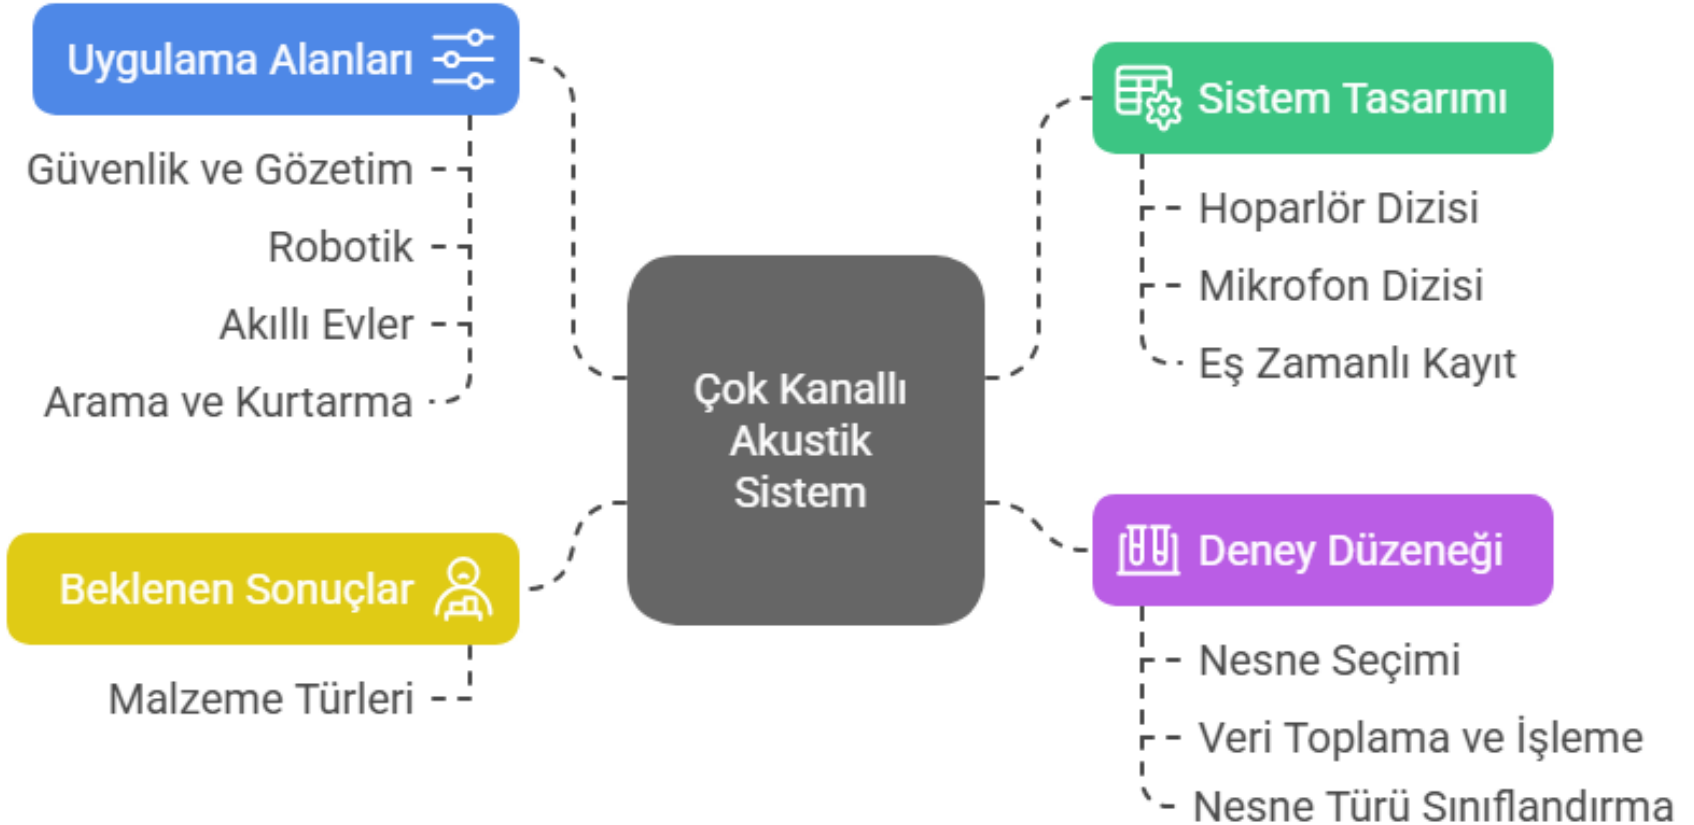 Uygulama Alanları
Güvenlik ve Gözetim
Robotik
Akıllı Evler
Arama ve Kurtarma
Beklenen Sonuçlar
Malzeme Türleri
Çok Kanallı
Akustik
Sistem
Sistem Tasarımı
Hoparlör Dizisi
Mikrofon Dizisi
Eş Zamanlı Kayıt
Deney Düzeneği
Nesne Seçimi
Veri Toplama ve İşleme
Nesne Türü Sınıflandırma